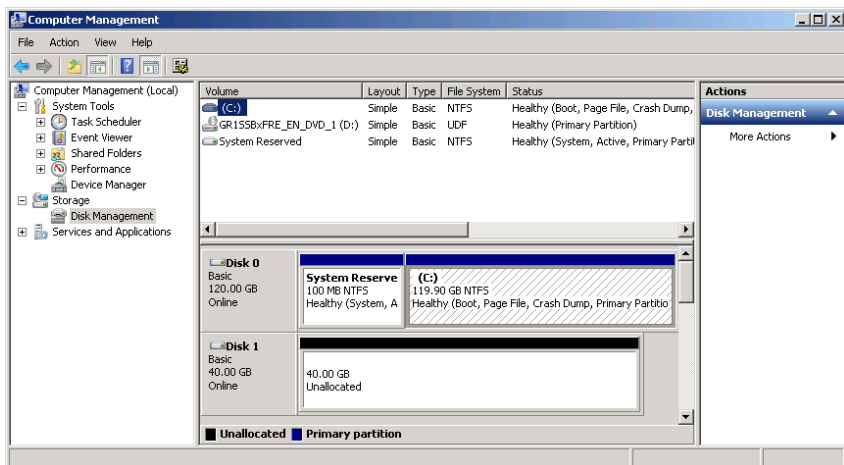 Computer Management
File Action View Help
Computer Management (Local)
System Tools
Task Scheduler
Event Viewer
Shared Folders
Performance
Device Manager
Storage
Disk Management
Services and Applications
Volume Layout Type File System Status
(C:) Simple Basic NTFS Healthy (Boot, Page File, Crash Dump,
GR1SSBxFRE_EN_DVD_1 (D:) Simple Basic UDF Healthy (Primary Partition)
System Reserved Simple Basic NTFS Healthy (System, Active, Primary Parti
Disk 0
Basic
120.00 GB
Online
System Reserve
100 MB NTFS
Healthy (System, A
(C:)
119.90 GB NTFS
Healthy (Boot, Page File, Crash Dump, Primary Partitio
Disk 1
Basic
40.00 GB
Online
40.00 GB
Unallocated
Unallocated Primary partition
Actions
Disk Management
More Actions